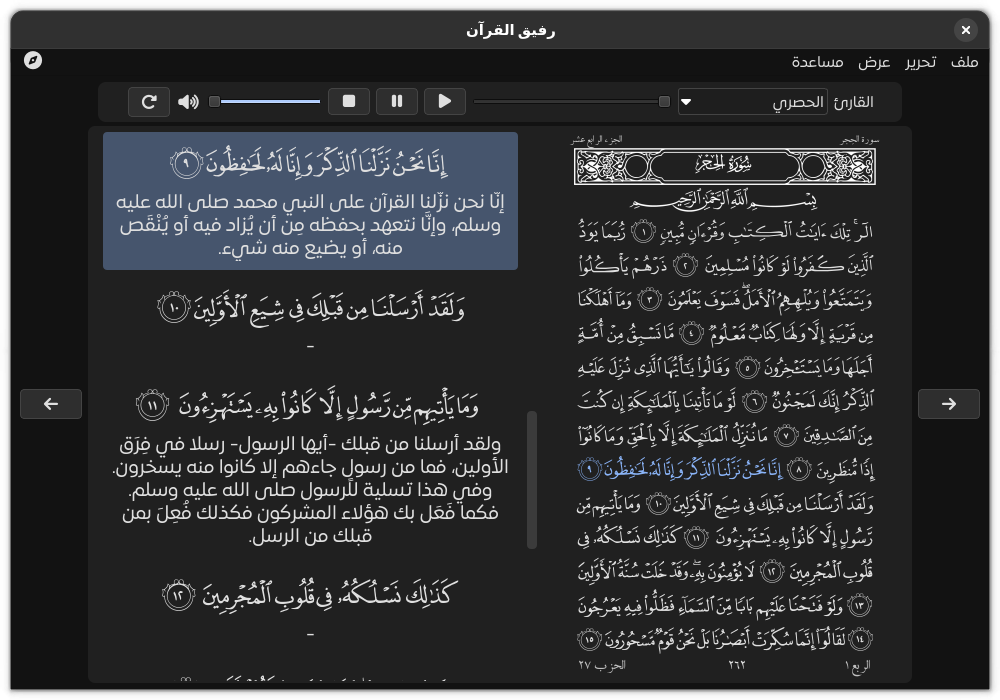 رفيق القرآن
ملف تحرير عرض مساعدة
القارئ الحصري
سورة الحجر الجزء الرابع عشر
سُورَةُ الحِجْرِ
بِسْمِ ٱللَّهِ ٱلرَّحْمَٰنِ ٱلرَّحِيمِ
الٓر ۚ تِلْكَ ءَايَٰتُ ٱلْكِتَٰبِ وَقُرْءَانٍ مُّبِينٍ ١ رُّبَمَا يَوَدُّ
ٱلَّذِينَ كَفَرُوا۟ لَوْ كَانُوا۟ مُسْلِمِينَ ٢ ذَرْهُمْ يَأْكُلُوا۟
وَيَتَمَتَّعُوا۟ وَيُلْهِهِمُ ٱلْأَمَلُ ۖ فَسَوْفَ يَعْلَمُونَ ٣ وَمَآ أَهْلَكْنَا
مِن قَرْيَةٍ إِلَّا وَلَهَا كِتَابٌ مَّعْلُومٌ ٤ مَّا تَسْبِقُ مِنْ أُمَّةٍ
أَجَلَهَا وَمَا يَسْتَـْٔخِرُونَ ٥ وَقَالُوا۟ يَٰٓأَيُّهَا ٱلَّذِى نُزِّلَ عَلَيْهِ
ٱلذِّكْرُ إِنَّكَ لَمَجْنُونٌ ٦ لَّوْ مَا تَأْتِينَا بِٱلْمَلَٰٓئِكَةِ إِن كُنتَ
مِنَ ٱلصَّٰدِقِينَ ٧ مَا نُنَزِّلُ ٱلْمَلَٰٓئِكَةَ إِلَّا بِٱلْحَقِّ وَمَا كَانُوٓا۟
إِذًا مُّنظَرِينَ ٨ إِنَّا نَحْنُ نَزَّلْنَا ٱلذِّكْرَ وَإِنَّا لَهُۥ لَحَٰفِظُونَ ٩
وَلَقَدْ أَرْسَلْنَا مِن قَبْلِكَ فِى شِيَعِ ٱلْأَوَّلِينَ ١٠ وَمَا يَأْتِيهِم مِّن
رَّسُولٍ إِلَّا كَانُوا۟ بِهِۦ يَسْتَهْزِءُونَ ١١ كَذَٰلِكَ نَسْلُكُهُۥ فِى
قُلُوبِ ٱلْمُجْرِمِينَ ١٢ لَا يُؤْمِنُونَ بِهِۦ ۖ وَقَدْ خَلَتْ سُنَّةُ ٱلْأَوَّلِينَ
١٣ وَلَوْ فَتَحْنَا عَلَيْهِم بَابًا مِّنَ ٱلسَّمَآءِ فَظَلُّوا۟ فِيهِ يَعْرُجُونَ
١٤ لَقَالُوٓا۟ إِنَّمَا سُكِّرَتْ أَبْصَٰرُنَا بَلْ نَحْنُ قَوْمٌ مَّسْحُورُونَ ١٥
الربع ١ ٢٦٢ الحزب ٢٧
إِنَّا نَحْنُ نَزَّلْنَا ٱلذِّكْرَ وَإِنَّا لَهُۥ لَحَٰفِظُونَ ٩
إنَّا نحن نزَّلنا القرآن على النبي محمد صلى الله عليه
وسلم، وإنَّا نتعهد بحفظه مِن أن يُزاد فيه أو يُنْقَص
منه، أو يضيع منه شيء.
وَلَقَدْ أَرْسَلْنَا مِن قَبْلِكَ فِى شِيَعِ ٱلْأَوَّلِينَ ١٠
-
وَمَا يَأْتِيهِم مِّن رَّسُولٍ إِلَّا كَانُوا۟ بِهِۦ يَسْتَهْزِءُونَ ١١
ولقد أرسلنا من قبلك -أيها الرسول- رسلا في فِرَق
الأولين، فما من رسولٍ جاءهم إلا كانوا منه يسخرون.
وفي هذا تسلية للرسول صلى الله عليه وسلم.
فكما فَعَل بك هؤلاء المشركون فكذلك فُعِلَ بمن
قبلك من الرسل.
كَذَٰلِكَ نَسْلُكُهُۥ فِى قُلُوبِ ٱلْمُجْرِمِينَ ١٢
-